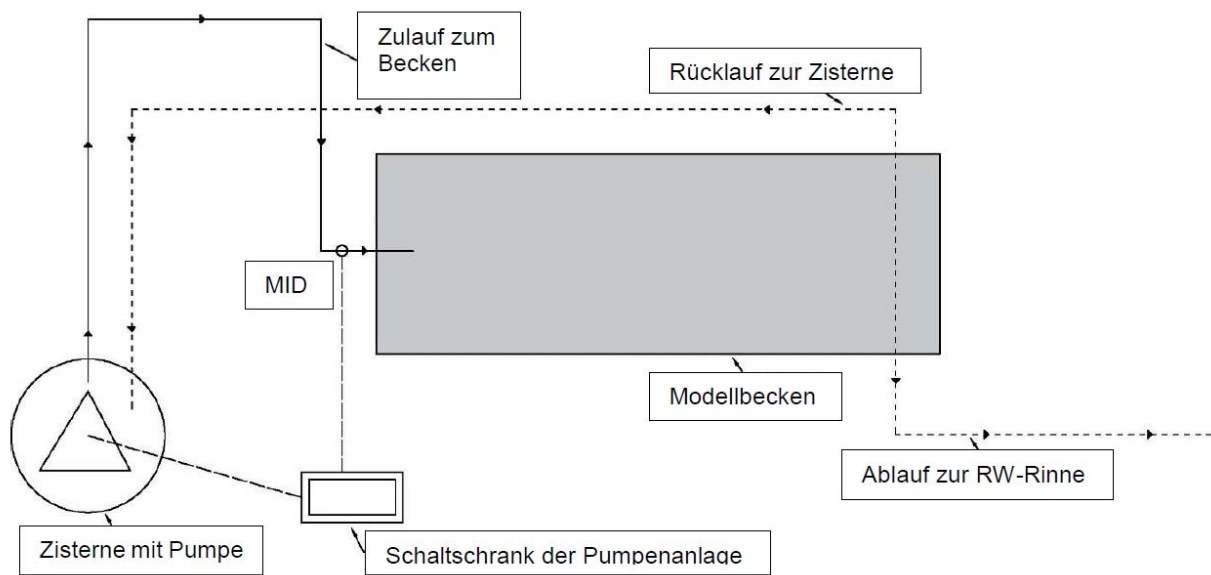 Zulauf zum
Becken
Rücklauf zur Zisterne
MID
Modellbecken
Ablauf zur RW-Rinne
Zisterne mit Pumpe
Schaltschrank der Pumpenanlage